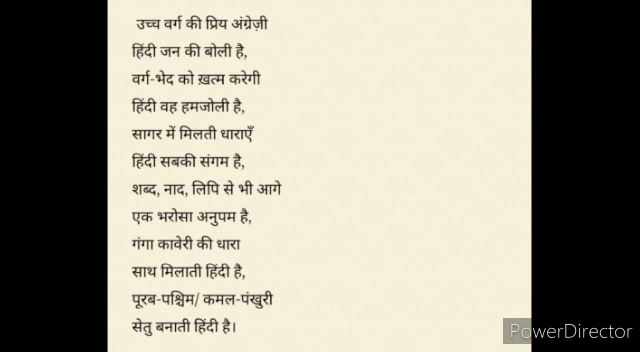 उच्च वर्ग की प्रिय अंग्रेज़ी
हिंदी जन की बोली है,
वर्ग-भेद को ख़त्म करेगी
हिंदी वह हमजोली है,
सागर में मिलती धाराएँ
हिंदी सबकी संगम है,
शब्द, नाद, लिपि से भी आगे
एक भरोसा अनुपम है,
गंगा कावेरी की धारा
साथ मिलाती हिंदी है,
पूरब-पश्चिम/ कमल-पंखुरी
सेतु बनाती हिंदी है।
PowerDirector